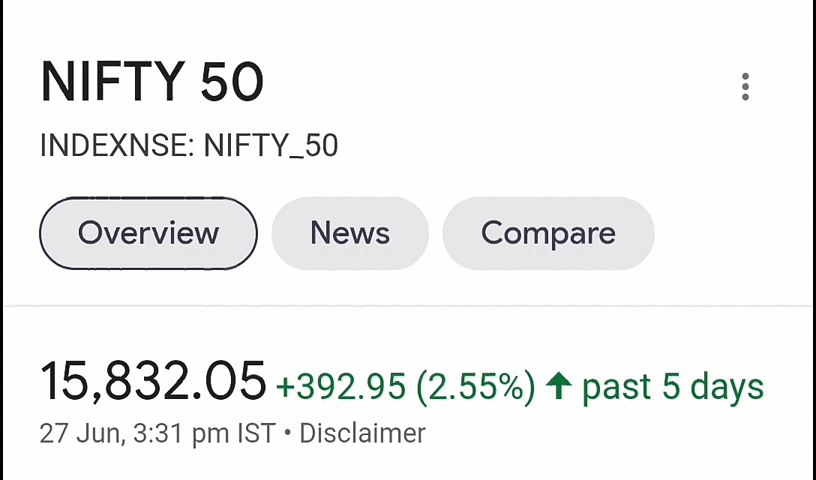 NIFTY 50
INDEXNSE: NIFTY_50
Overview News Compare
15,832.05 +392.95 (2.55%) ↑ past 5 days
27 Jun, 3:31 pm IST • Disclaimer